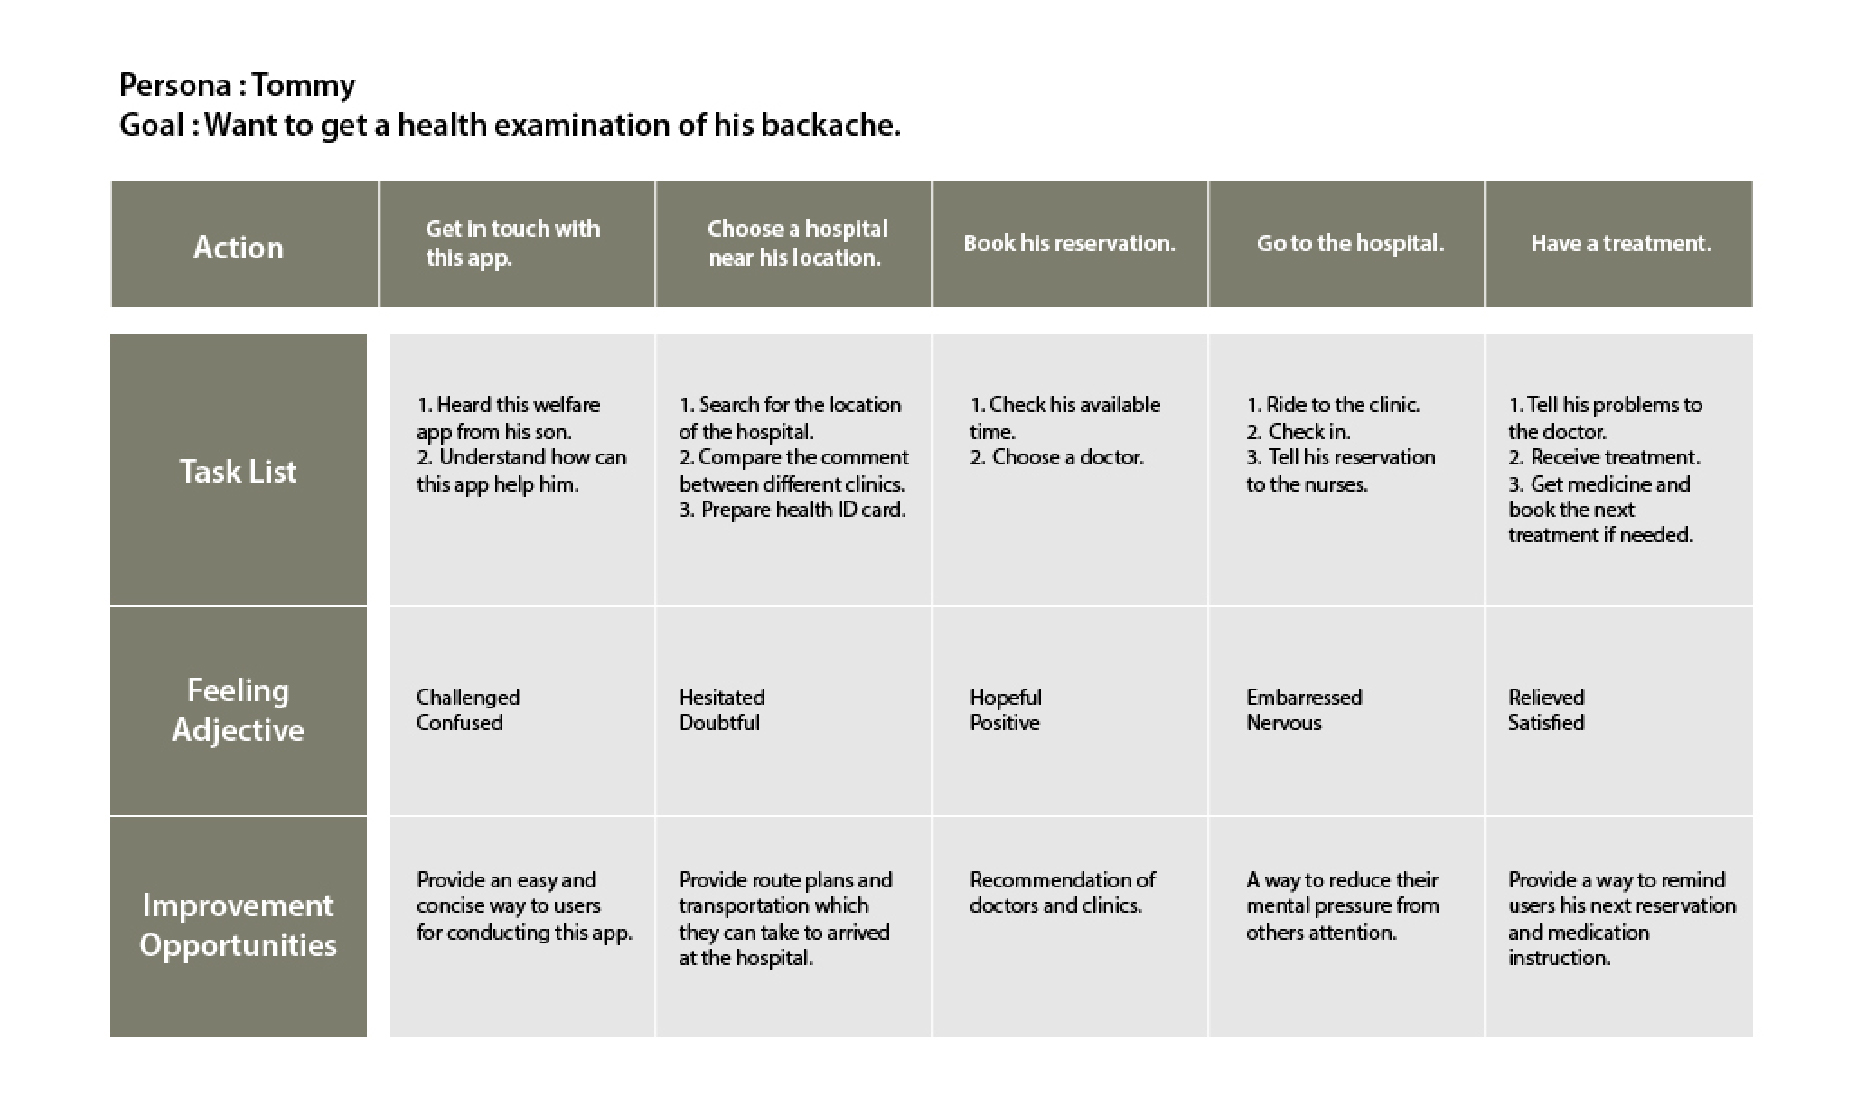 Persona : Tommy
Goal : Want to get a health examination of his backache.
Action
Get in touch with
this app.
Choose a hospital
near his location.
Book his reservation.
Go to the hospital.
Have a treatment.
Task List
1. Heard this welfare
app from his son.
2. Understand how can
this app help him.
1. Search for the location
of the hospital.
2. Compare the comment
between different clinics.
3. Prepare health ID card.
1. Check his available
time.
2. Choose a doctor.
1. Ride to the clinic.
2. Check in.
3. Tell his reservation
to the nurses.
1. Tell his problems to
the doctor.
2. Receive treatment.
3. Get medicine and
book the next
treatment if needed.
Feeling
Adjective
Challenged
Confused
Hesitated
Doubtful
Hopeful
Positive
Embarressed
Nervous
Relieved
Satisfied
Improvement
Opportunities
Provide an easy and
concise way to users
for conducting this app.
Provide route plans and
transportation which
they can take to arrived
at the hospital.
Recommendation of
doctors and clinics.
A way to reduce their
mental pressure from
others attention.
Provide a way to remind
users his next reservation
and medication
instruction.